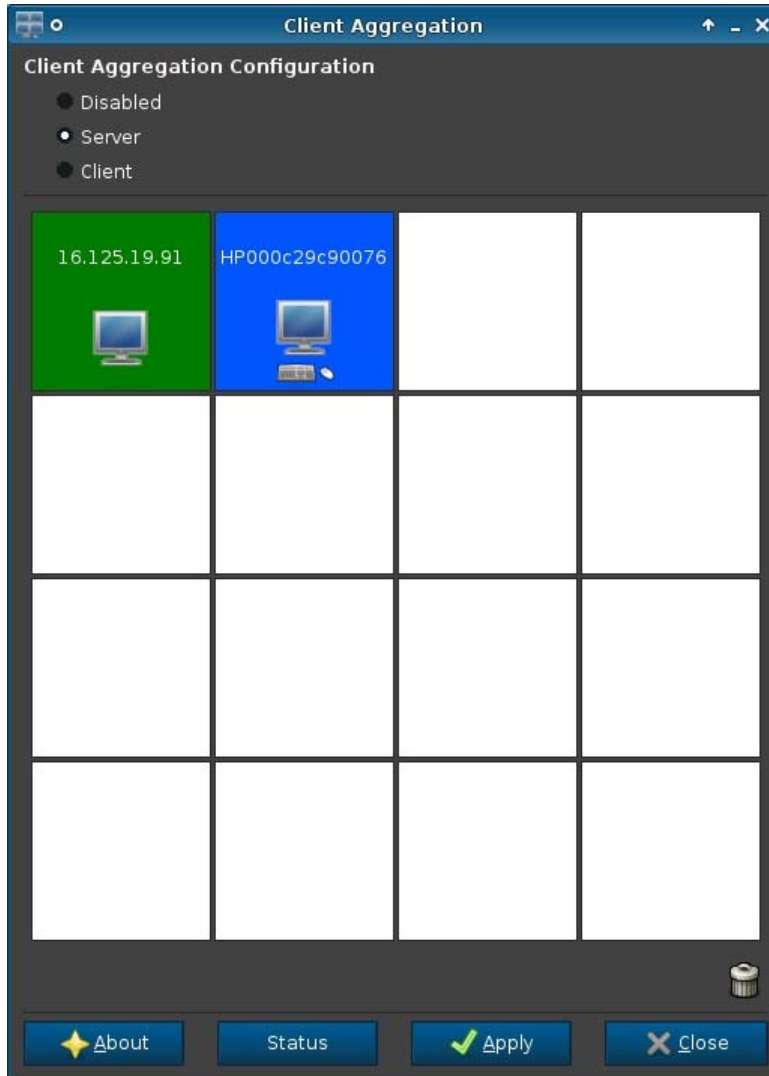 Client Aggregation
Client Aggregation Configuration
Disabled
Server
Client
16.125.19.91
HP000c29c90076
About
Status
Apply
Close